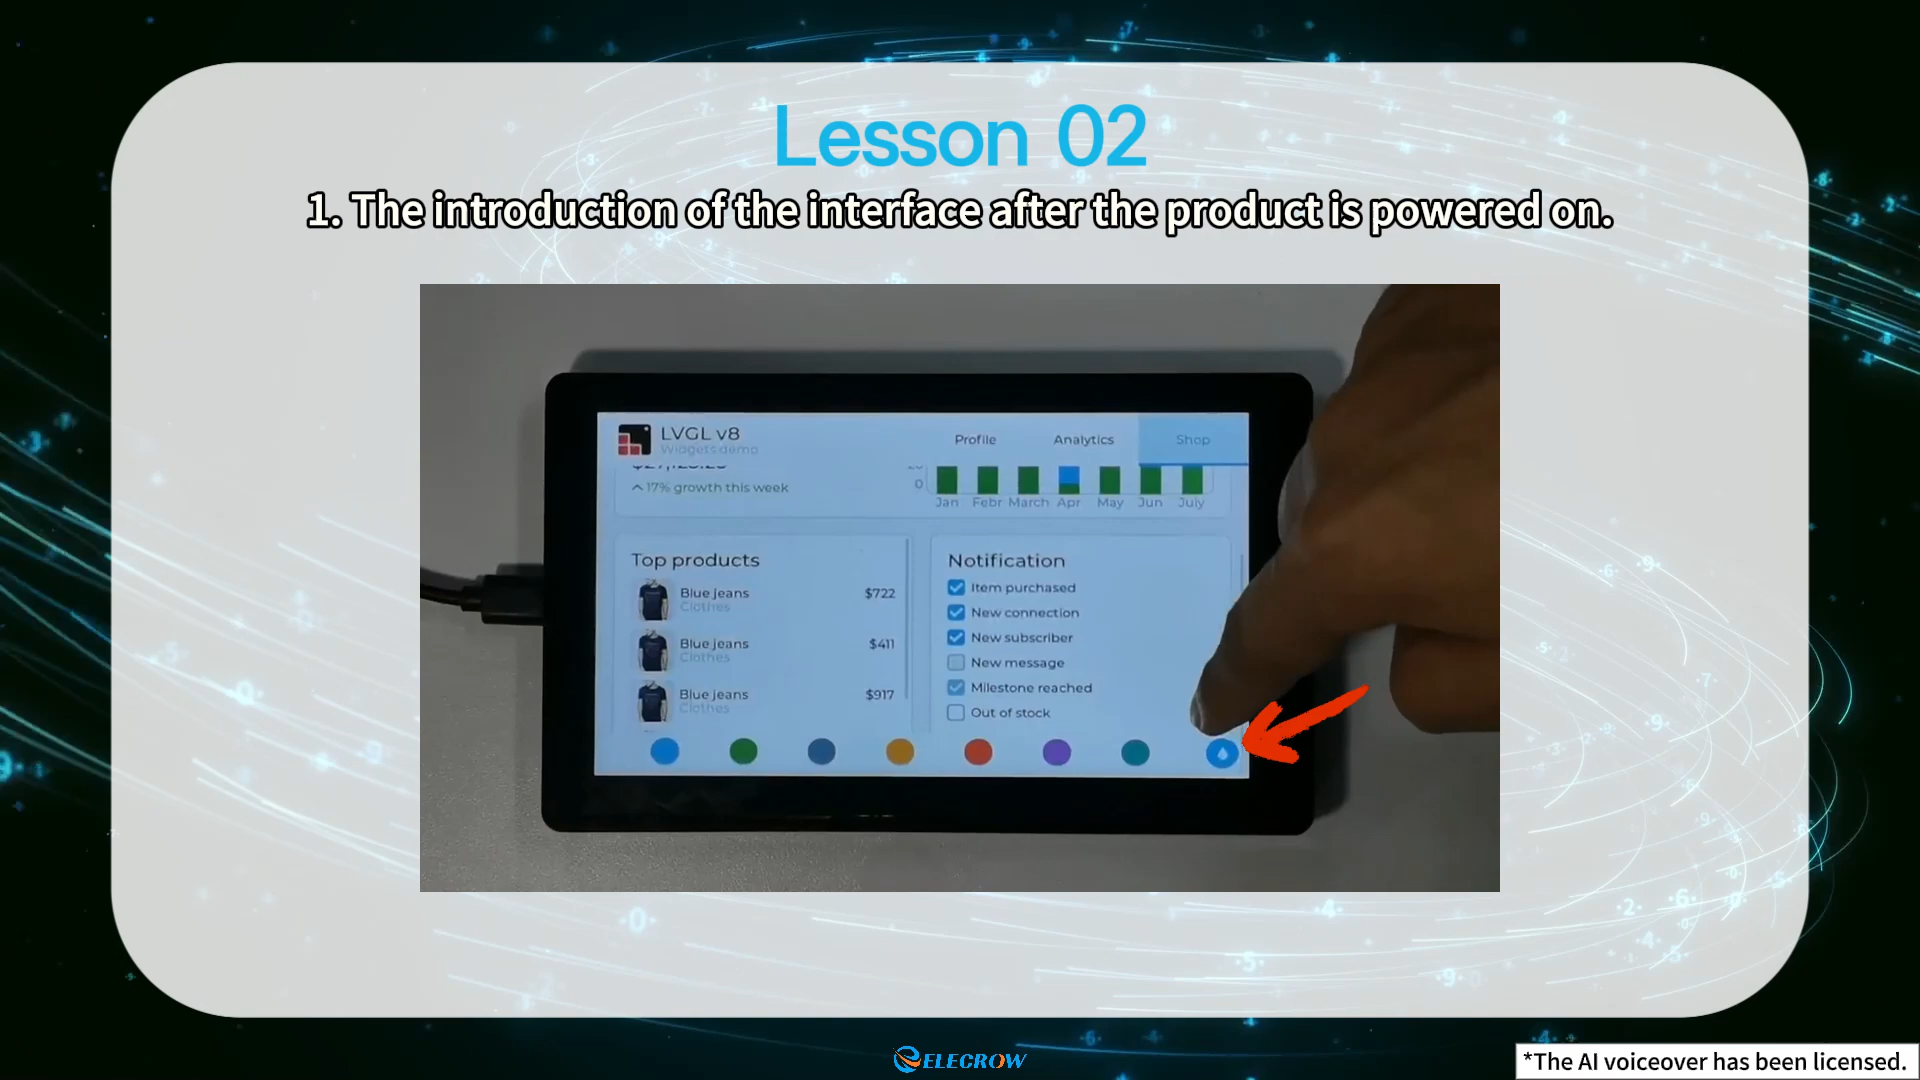 Lesson 02
1. The introduction of the interface after the product is powered on.
LVGL v8
Widgets demo
Profile
Analytics
Shop
17% growth this week
0
Jan
Febr
March
Apr
May
Jun
July
Top products
Blue jeans
Clothes
$722
Blue jeans
Clothes
$411
Blue jeans
Clothes
$917
Notification
Item purchased
New connection
New subscriber
New message
Milestone reached
Out of stock
ELECROW
*The AI voiceover has been licensed.